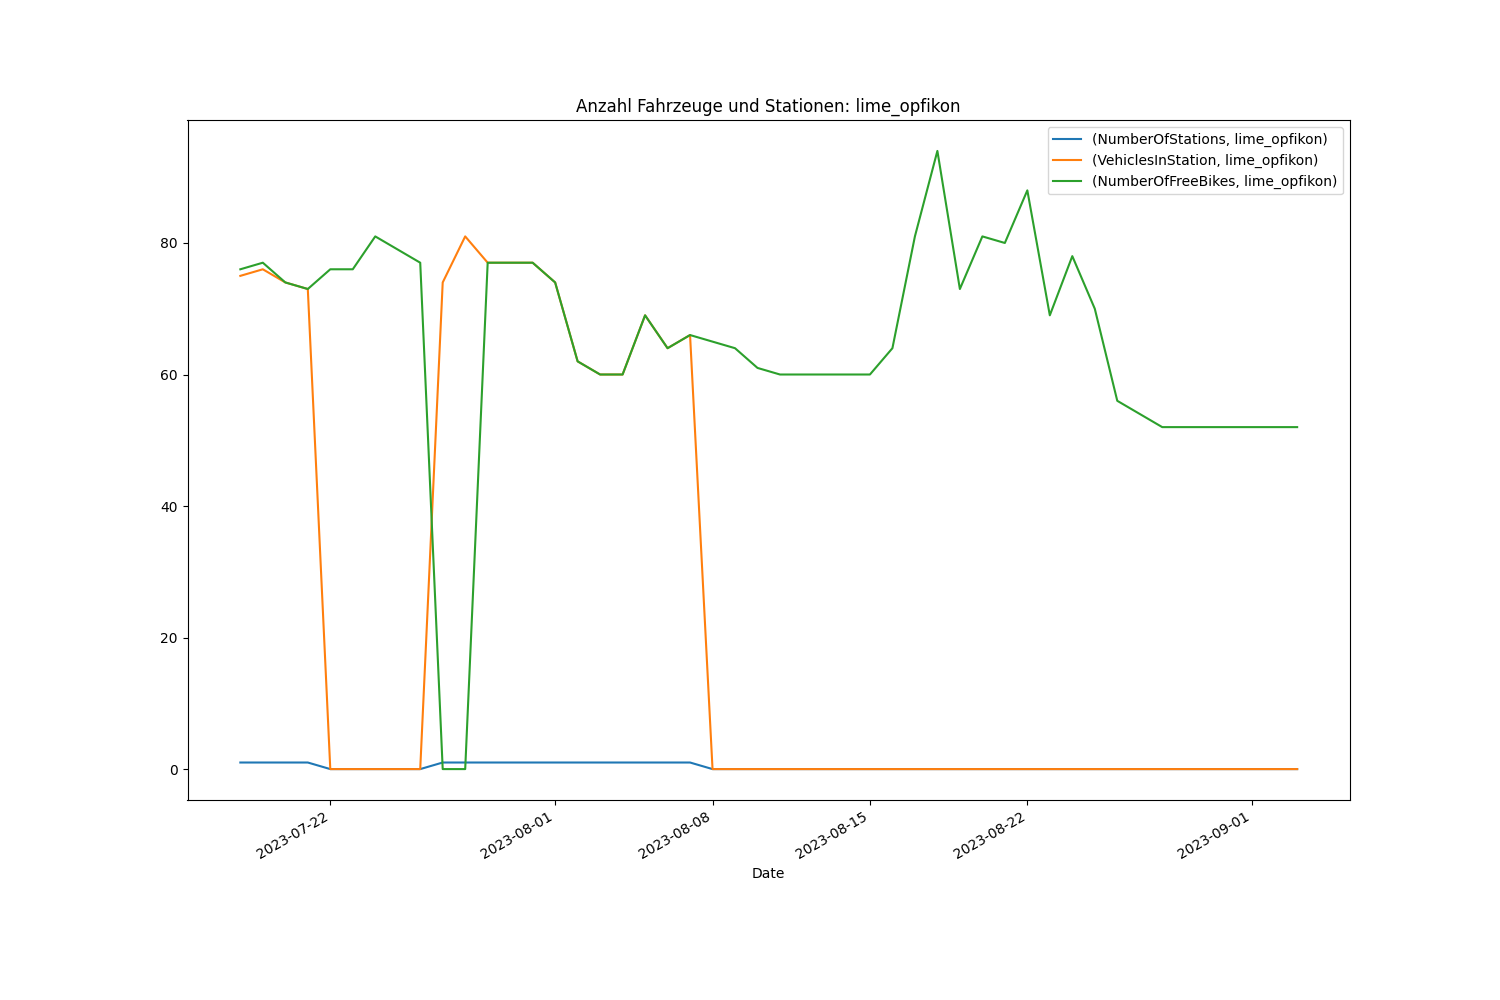 Anzahl Fahrzeuge und Stationen: lime_opfikon
(NumberOfStations, lime_opfikon)
(VehiclesInStation, lime_opfikon)
(NumberOfFreeBikes, lime_opfikon)
80
60
40
20
0
2023-07-22
2023-08-01
2023-08-08
2023-08-15
2023-08-22
2023-09-01
Date